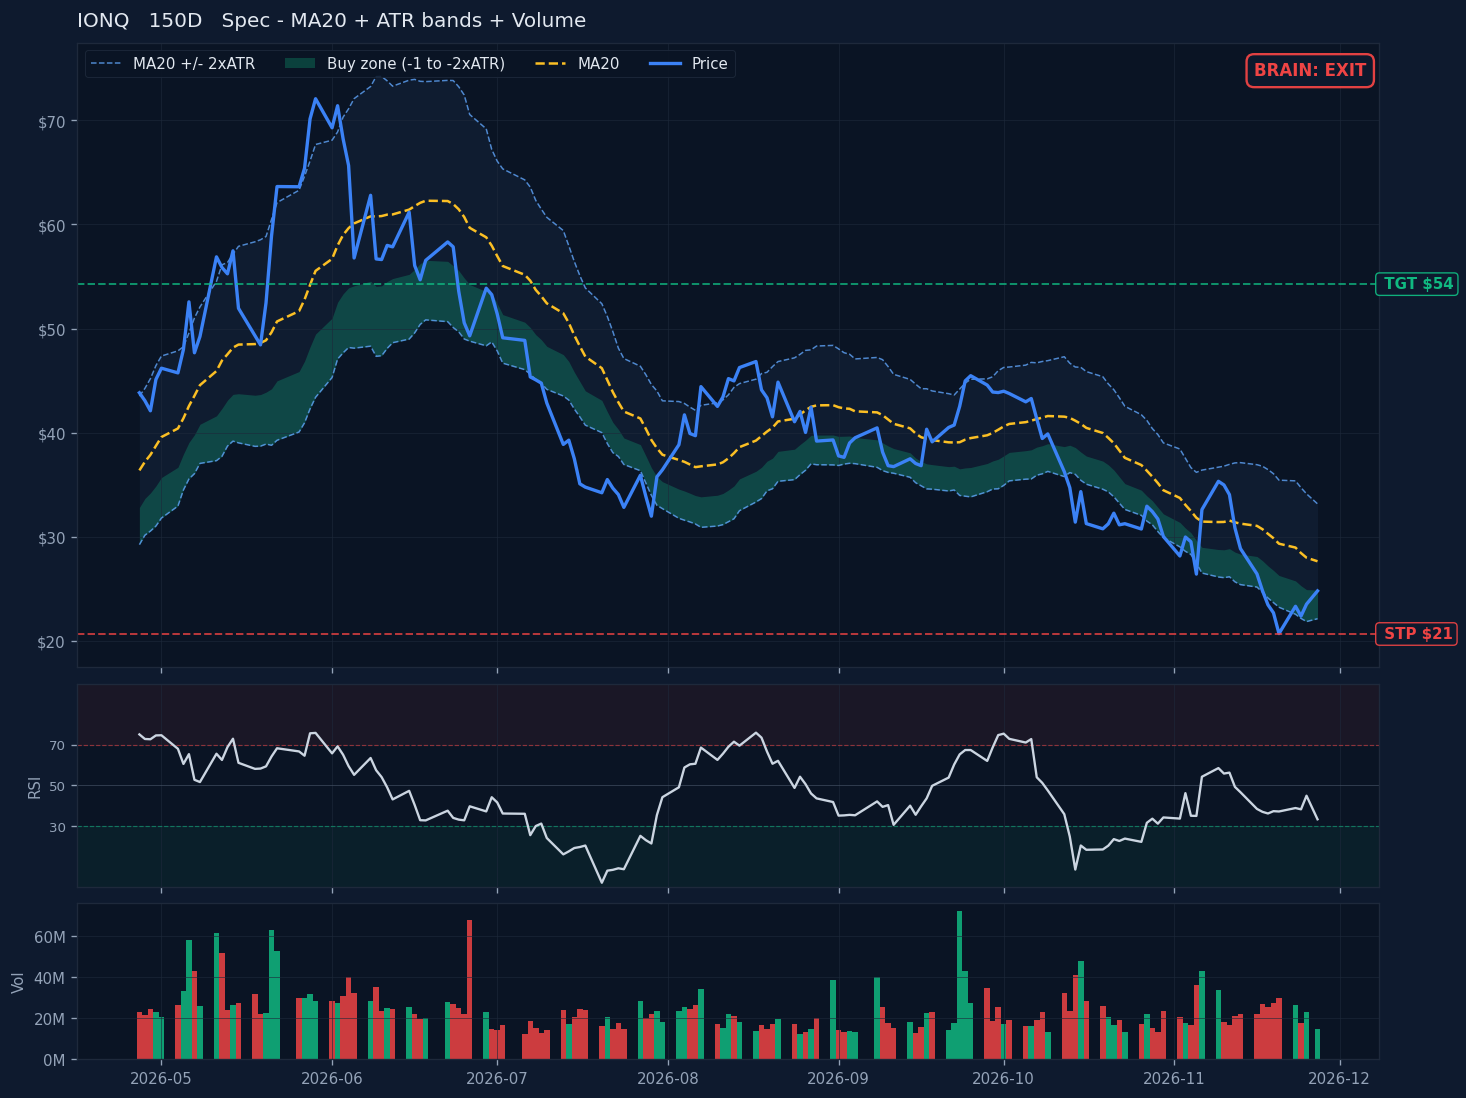 IONQ   150D   Spec - MA20 + ATR bands + Volume
MA20 +/- 2xATR
Buy zone (-1 to -2xATR)
MA20
Price
BRAIN: EXIT
$70
$60
$50
$40
$30
$20
TGT $54
STP $21
RSI
70
50
30
Vol
60M
40M
20M
0M
2026-05
2026-06
2026-07
2026-08
2026-09
2026-10
2026-11
2026-12